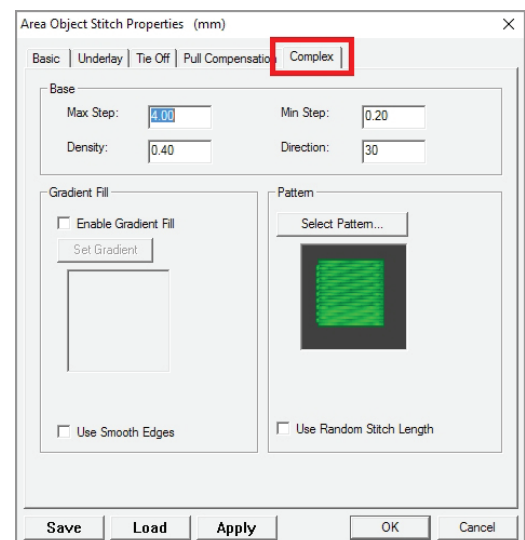 Area Object Stitch Properties (mm)
Basic Underlay Tie Off Pull Compensation Complex
Base
Max Step: 4.00 Min Step: 0.20
Density: 0.40 Direction: 30
Gradient Fill
Enable Gradient Fill
Set Gradient
Use Smooth Edges
Pattern
Select Pattern...
Use Random Stitch Length
Save Load Apply OK Cancel